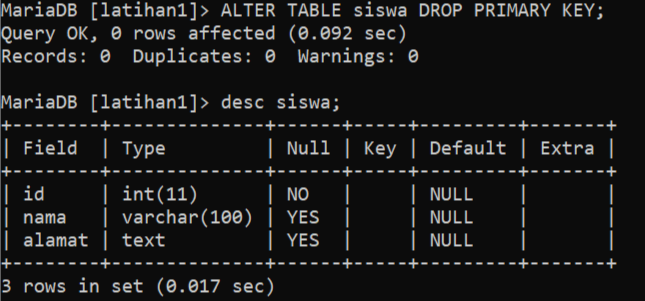 MariaDB [latihan1]> ALTER TABLE siswa DROP PRIMARY KEY;
Query OK, 0 rows affected (0.092 sec)
Records: 0  Duplicates: 0  Warnings: 0

MariaDB [latihan1]> desc siswa;
+--------+--------------+------+-----+---------+-------+
| Field  | Type         | Null | Key | Default | Extra |
+--------+--------------+------+-----+---------+-------+
| id     | int(11)      | NO   |     | NULL    |       |
| nama   | varchar(100) | YES  |     | NULL    |       |
| alamat | text         | YES  |     | NULL    |       |
+--------+--------------+------+-----+---------+-------+
3 rows in set (0.017 sec)